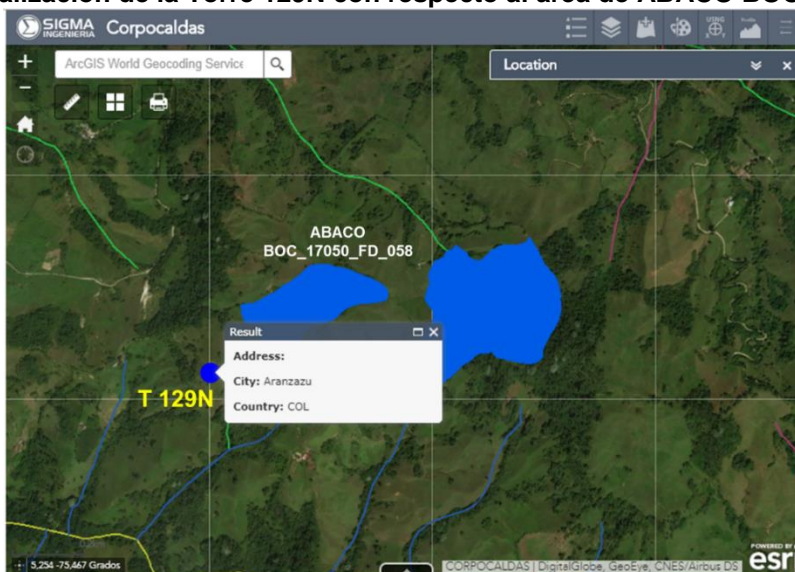 de la Torre 129N con respecto al área de ABACO
SIGMA
INGENIERIA
Corpocaldas
ArcGIS World Geocoding Service
Location
ABACO
BOC_17050_FD_058
Result
Address:
City: Aranzazu
Country: COL
T 129N
5,254 -75,467 Grados
CORPOCALDAS | DigitalGlobe, GeoEye, CNES/Airbus DS
POWERED BY
esri